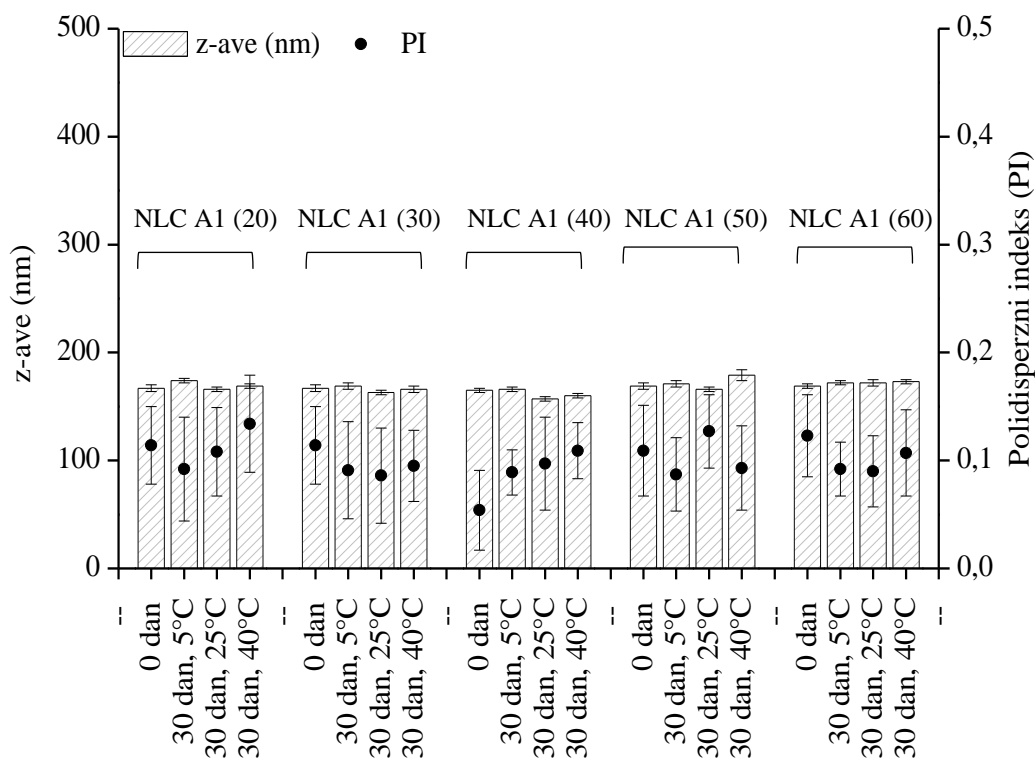 500
400
300
200
100
0
z-ave (nm)
z-ave (nm)
PI
NLC A1 (20)
NLC A1 (30)
NLC A1 (40)
NLC A1 (50)
NLC A1 (60)
0,5
0,4
0,3
0,2
0,1
0,0
Polidisperzni indeks (PI)
--
0 dan
30 dan, 5°C
30 dan, 25°C
30 dan, 40°C
--
0 dan
30 dan, 5°C
30 dan, 25°C
30 dan, 40°C
--
0 dan
30 dan, 5°C
30 dan, 25°C
30 dan, 40°C
--
0 dan
30 dan, 5°C
30 dan, 25°C
30 dan, 40°C
--
0 dan
30 dan, 5°C
30 dan, 25°C
30 dan, 40°C
--